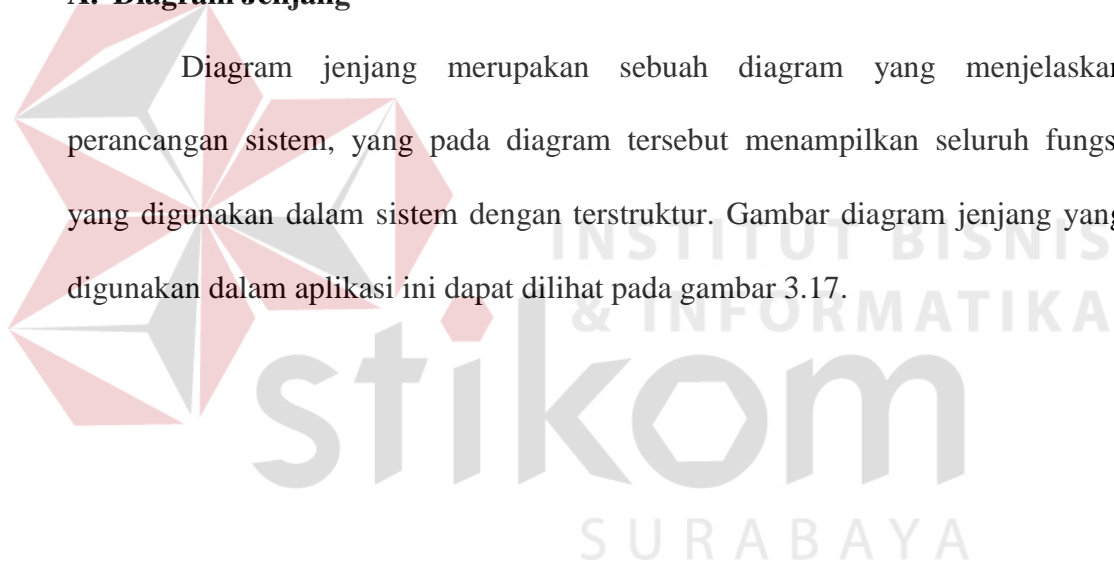 A. Diagram Jenjang
Diagram jenjang merupakan sebuah diagram yang menjelaskan
perancangan sistem, yang pada diagram tersebut menampilkan seluruh fungsi
yang digunakan dalam sistem dengan terstruktur. Gambar diagram jenjang yang
digunakan dalam aplikasi ini dapat dilihat pada gambar 3.17.
INSTITUT BISNIS
& INFORMATIKA
stikom
SURABAYA